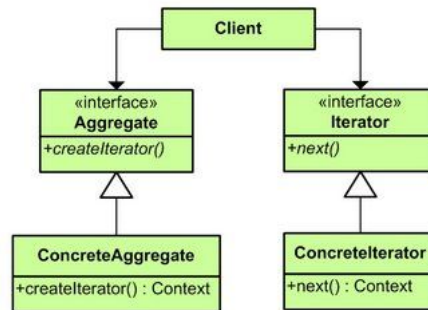 Client
«interface»
Aggregate
+createIterator()
«interface»
Iterator
+next()
ConcreteAggregate
+createIterator() : Context
ConcreteIterator
+next() : Context